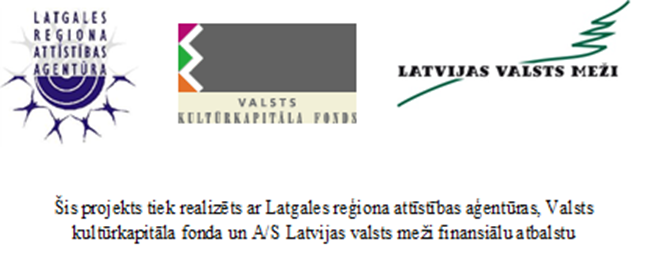 LATGALES
REĢIONA
ATTĪSTĪBAS
AĢENTŪRA
VALSTS
KULTŪRKAPITĀLA FONDS
LATVIJAS VALSTS MEŽI
Šis projekts tiek realizēts ar Latgales reģiona attīstības aģentūras, Valsts
kultūrkapitāla fonda un A/S Latvijas valsts meži finansiālu atbalstu